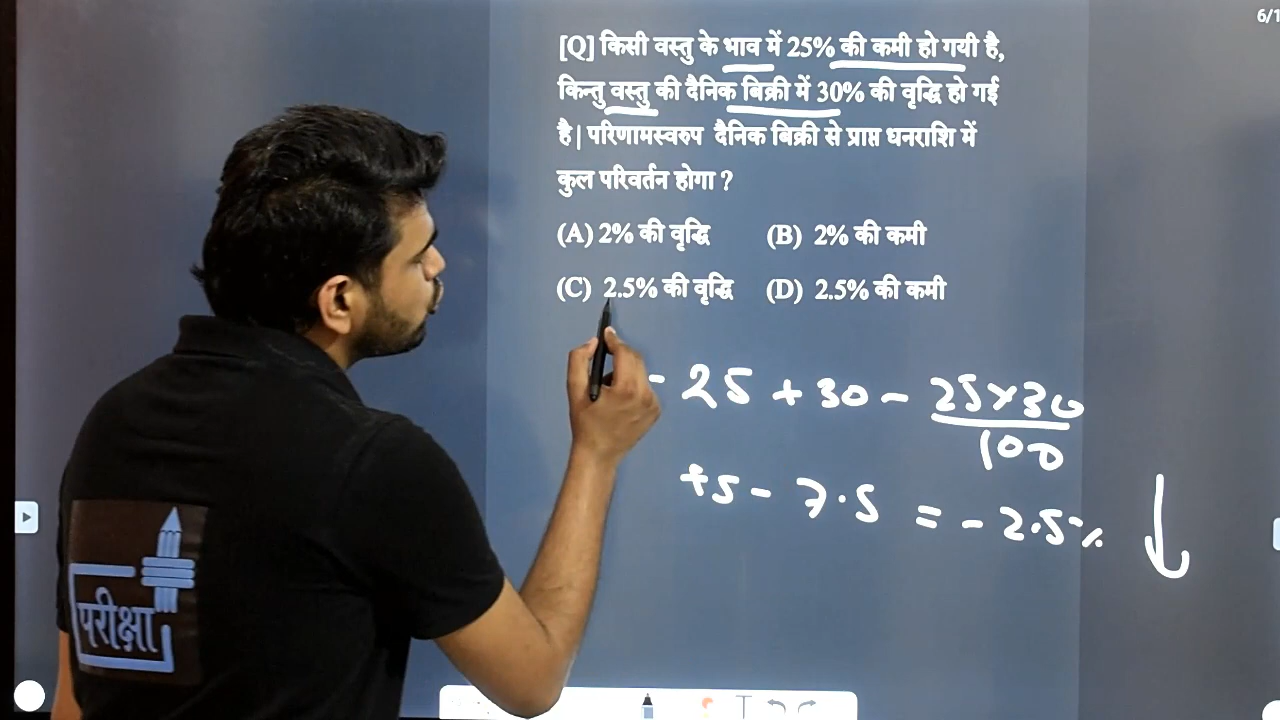 6/1
[Q] किसी वस्तु के भाव में 25% की कमी हो गयी है,
किन्तु वस्तु की दैनिक बिक्री में 30% की वृद्धि हो गई
है | परिणामस्वरुप दैनिक बिक्री से प्राप्त धनराशि में
कुल परिवर्तन होगा ?
(A) 2% की वृद्धि (B) 2% की कमी
(C) 2.5% की वृद्धि (D) 2.5% की कमी
- 25 + 30 - 25×30
100
+5 - 7.5 = - 2.5%
परीक्षा